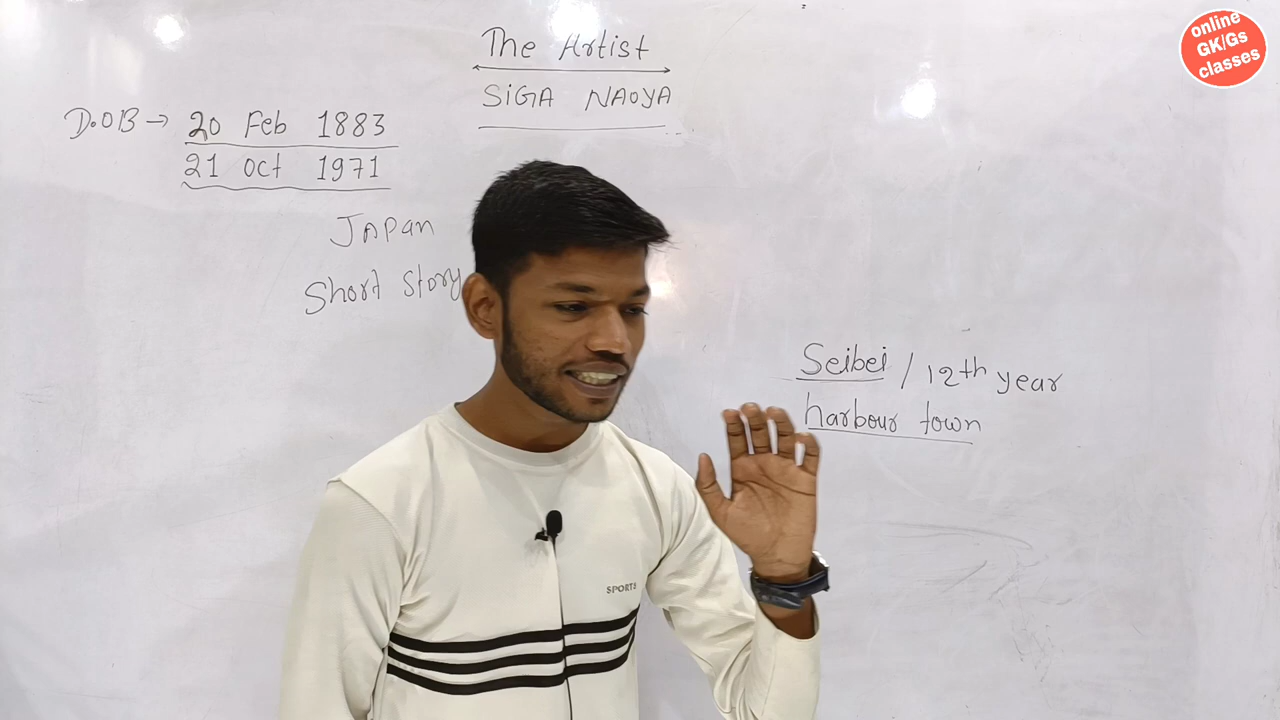 The Artist
SIGA NAOYA
D.OB → 20 Feb 1883
21 Oct 1971
JAPan
Short Story
Seibei / 12th year
harbour town
SPORTS
online
GK/Gs
classes